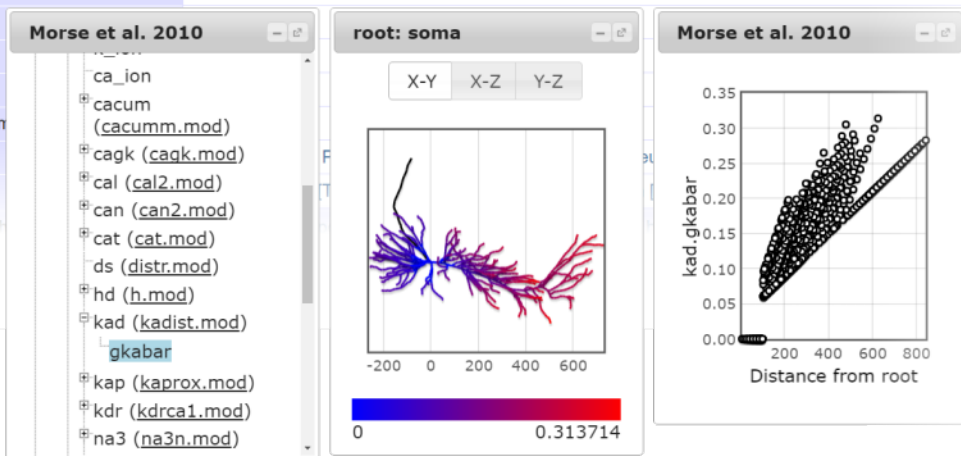 Morse et al. 2010
ca_ion
cacum
(cacumm.mod)
cagk (cagk.mod)
cal (cal2.mod)
can (can2.mod)
cat (cat.mod)
ds (distr.mod)
hd (h.mod)
kad (kadist.mod)
gkabar
kap (kaprox.mod)
kdr (kdrca1.mod)
na3 (na3n.mod)
root: soma
X-Y X-Z Y-Z
-200 0 200 400 600
0 0.313714
Morse et al. 2010
0.35
0.30
0.25
0.20
0.15
0.10
0.05
0.00
kad.gkabar
200 400 600 800
Distance from root